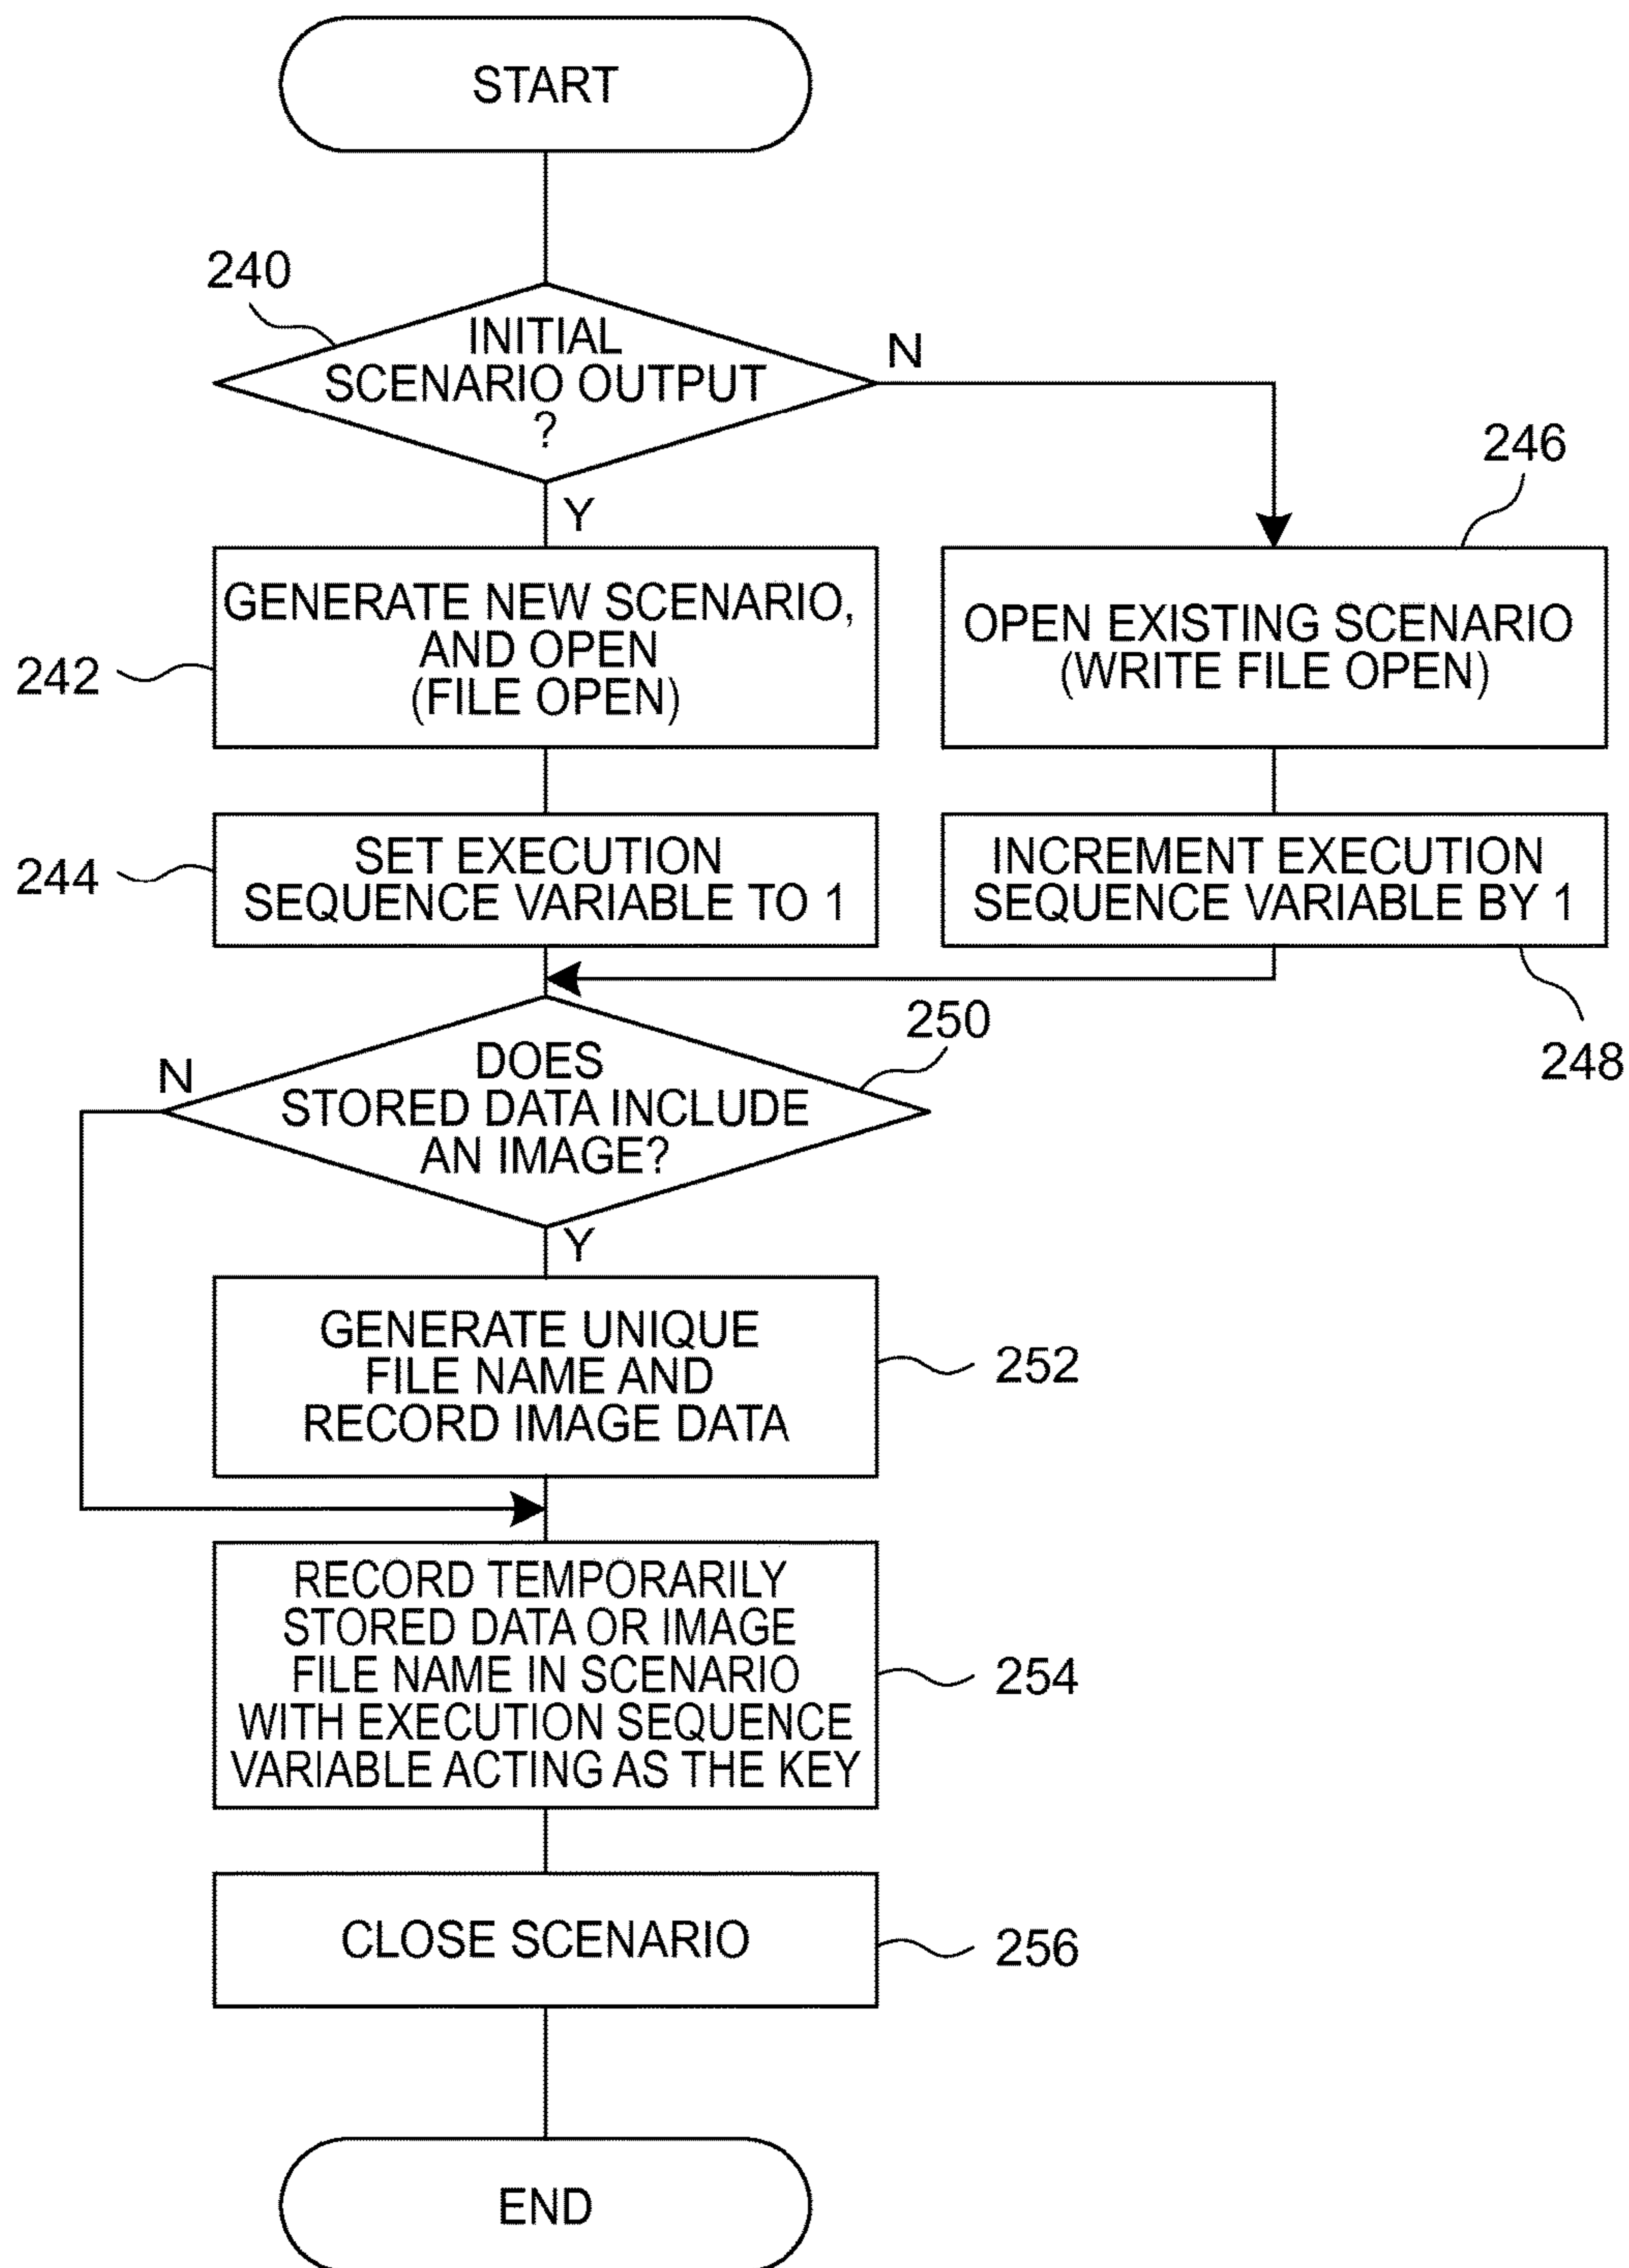 START
240
INITIAL
SCENARIO OUTPUT
?
N
Y
246
GENERATE NEW SCENARIO,
AND OPEN
(FILE OPEN)
242
OPEN EXISTING SCENARIO
(WRITE FILE OPEN)
SET EXECUTION
SEQUENCE VARIABLE TO 1
244
INCREMENT EXECUTION
SEQUENCE VARIABLE BY 1
248
250
DOES
STORED DATA INCLUDE
AN IMAGE?
N
Y
GENERATE UNIQUE
FILE NAME AND
RECORD IMAGE DATA
252
RECORD TEMPORARILY
STORED DATA OR IMAGE
FILE NAME IN SCENARIO
WITH EXECUTION SEQUENCE
VARIABLE ACTING AS THE KEY
254
CLOSE SCENARIO
256
END